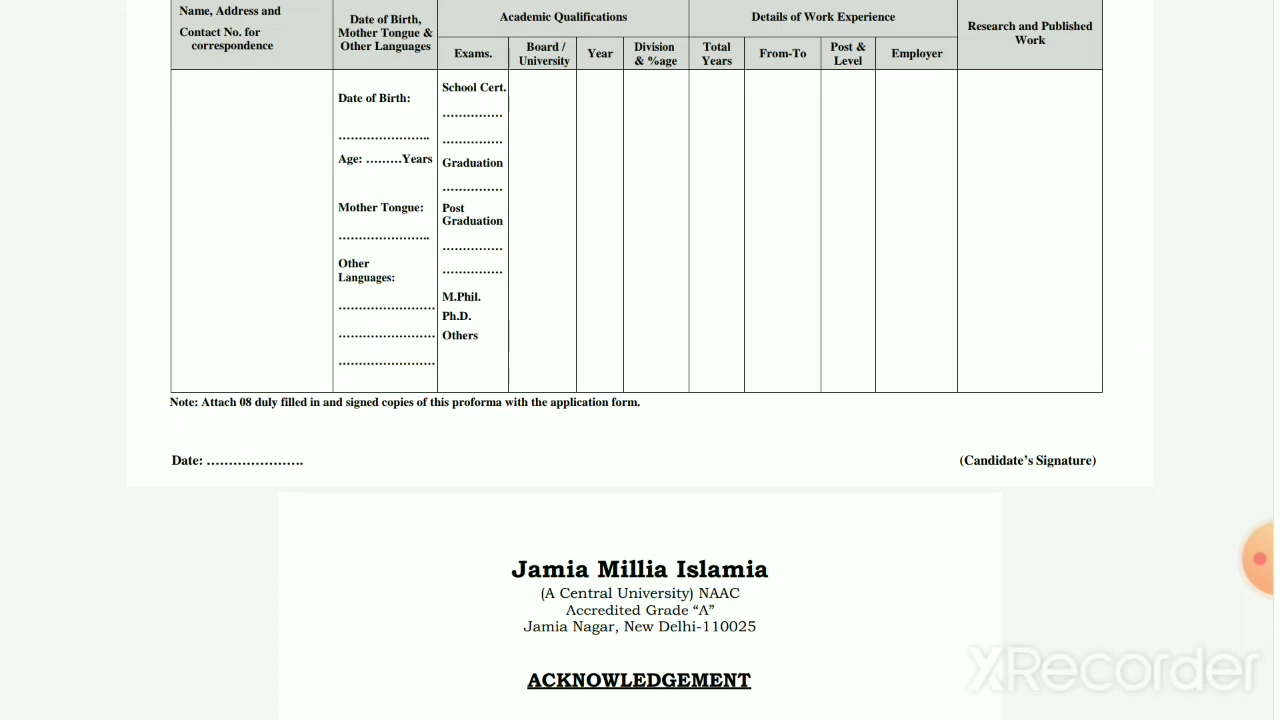 Name, Address and
Contact No. for
correspondence
Date of Birth,
Mother Tongue &
Other Languages
Academic Qualifications
Details of Work Experience
Research and Published
Work
Exams.
Board /
University
Year
Division
& %age
Total
Years
From-To
Post &
Level
Employer
Date of Birth:
…………………..
Age: ………Years
Mother Tongue:
…………………..
Other
Languages:
……………………
……………………
……………………
School Cert.
……………
……………
Graduation
……………
Post
Graduation
……………
……………
M.Phil.
Ph.D.
Others
Note: Attach 08 duly filled in and signed copies of this proforma with the application form.
Date: ………………….
(Candidate’s Signature)
Jamia Millia Islamia
(A Central University) NAAC
Accredited Grade “A”
Jamia Nagar, New Delhi-110025
ACKNOWLEDGEMENT
XRecorder